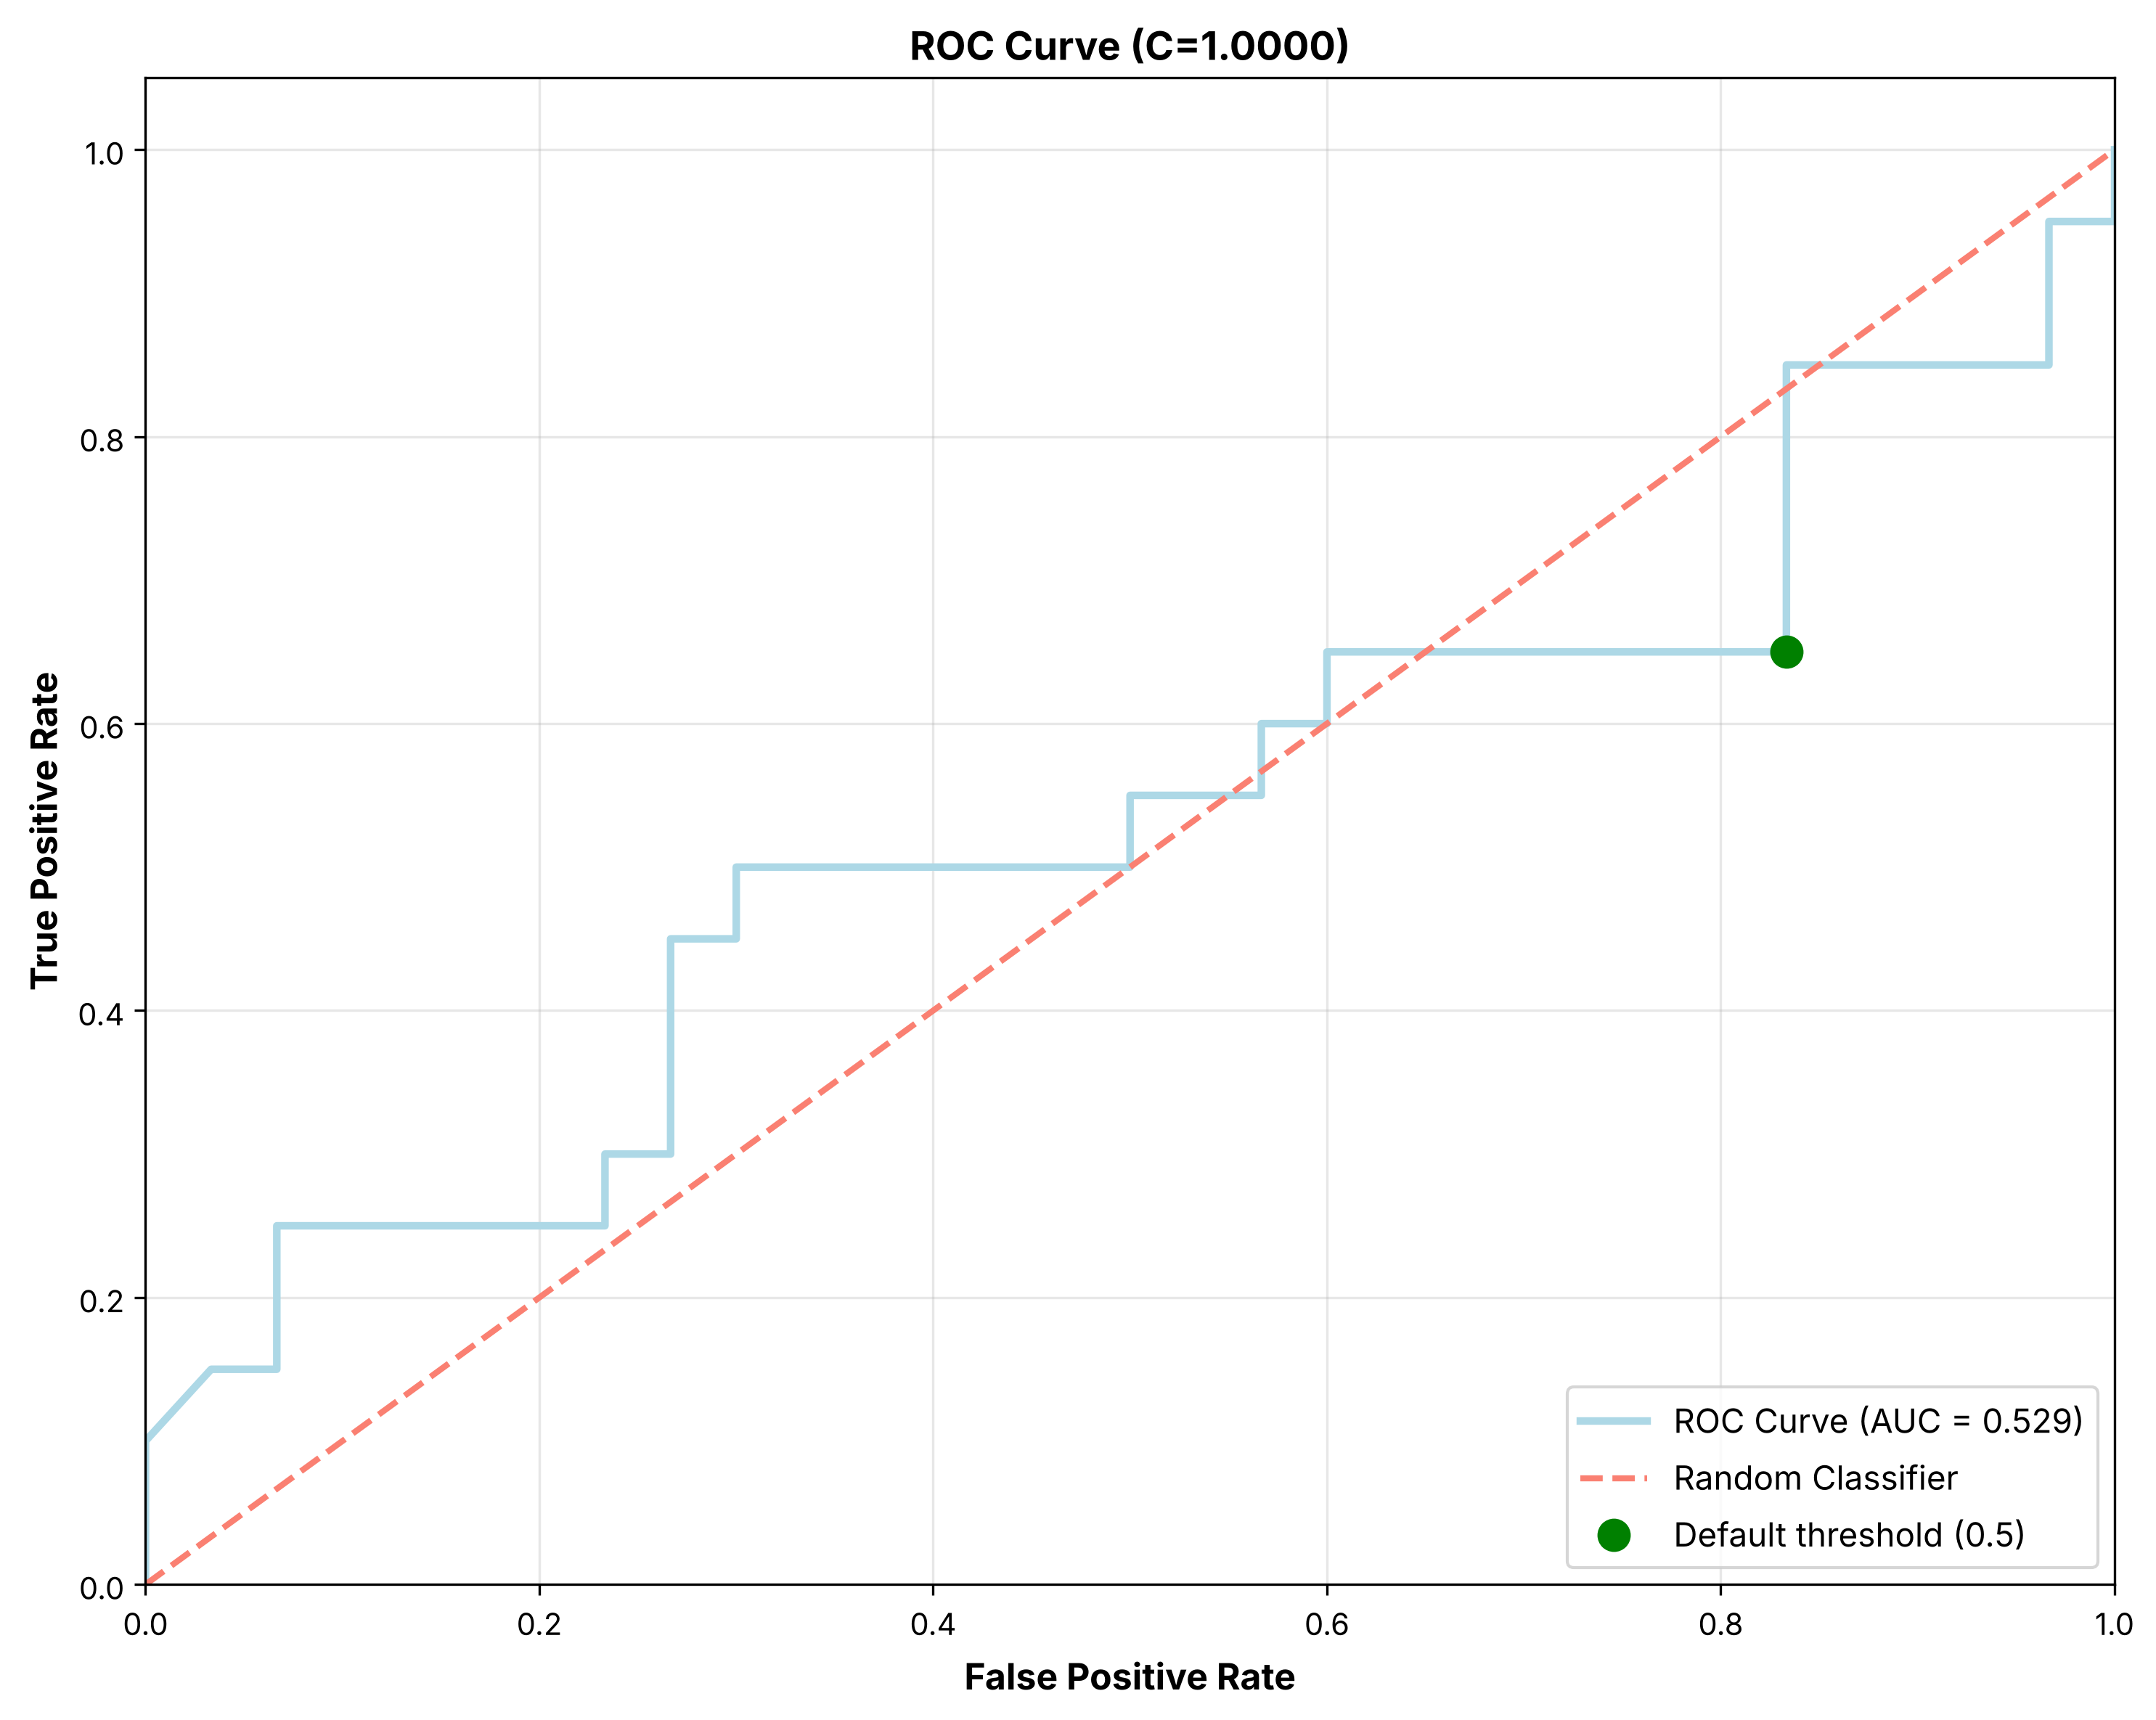 ROC Curve (C=1.0000)
True Positive Rate
1.0
0.8
0.6
0.4
0.2
0.0
0.0
0.2
0.4
0.6
0.8
1.0
False Positive Rate
ROC Curve (AUC = 0.529)
Random Classifier
Default threshold (0.5)